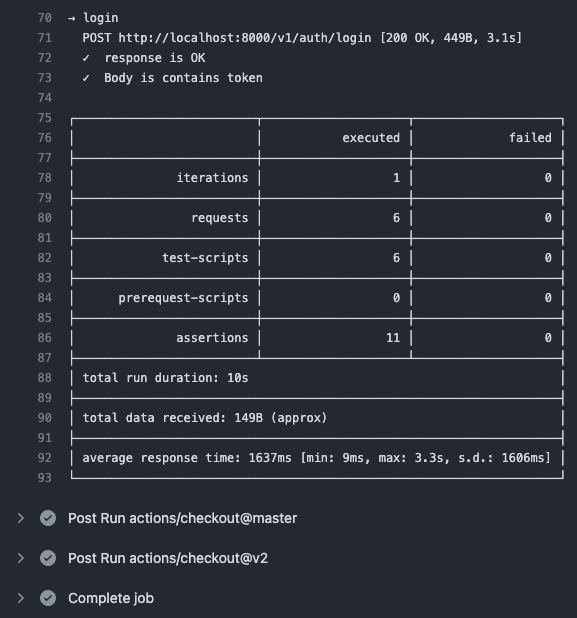 70 → login
71 POST http://localhost:8000/v1/auth/login [200 OK, 449B, 3.1s]
72 ✓ response is OK
73 ✓ Body is contains token
74
75
76 executed failed
77
78 iterations 1 0
79
80 requests 6 0
81
82 test-scripts 6 0
83
84 prerequest-scripts 0 0
85
86 assertions 11 0
87
88 total run duration: 10s
89
90 total data received: 149B (approx)
91
92 average response time: 1637ms [min: 9ms, max: 3.3s, s.d.: 1606ms]
93
Post Run actions/checkout@master
Post Run actions/checkout@v2
Complete job